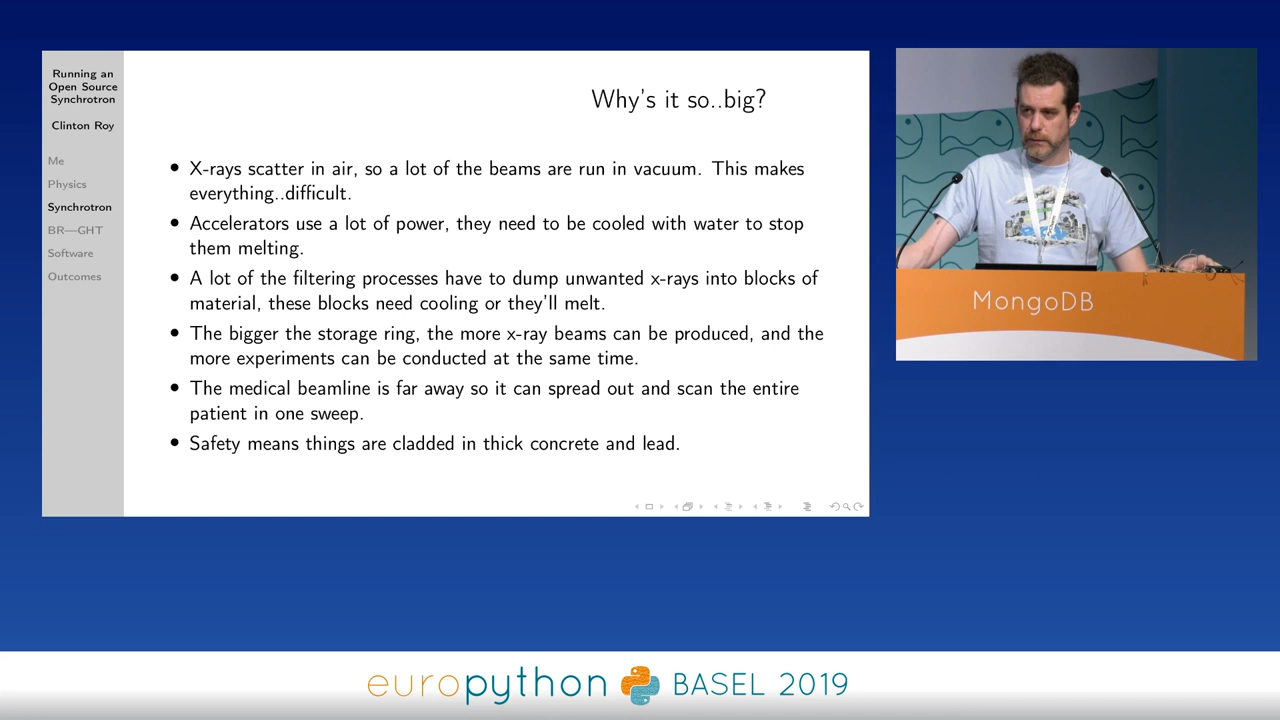 Running an
Open Source
Synchrotron
Clinton Roy
Me
Physics
Synchrotron
BR—GHT
Software
Outcomes
Why's it so..big?
• X-rays scatter in air, so a lot of the beams are run in vacuum. This makes
everything..difficult.
• Accelerators use a lot of power, they need to be cooled with water to stop
them melting.
• A lot of the filtering processes have to dump unwanted x-rays into blocks of
material, these blocks need cooling or they'll melt.
• The bigger the storage ring, the more x-ray beams can be produced, and the
more experiments can be conducted at the same time.
• The medical beamline is far away so it can spread out and scan the entire
patient in one sweep.
• Safety means things are cladded in thick concrete and lead.
MongoDB
europython BASEL 2019